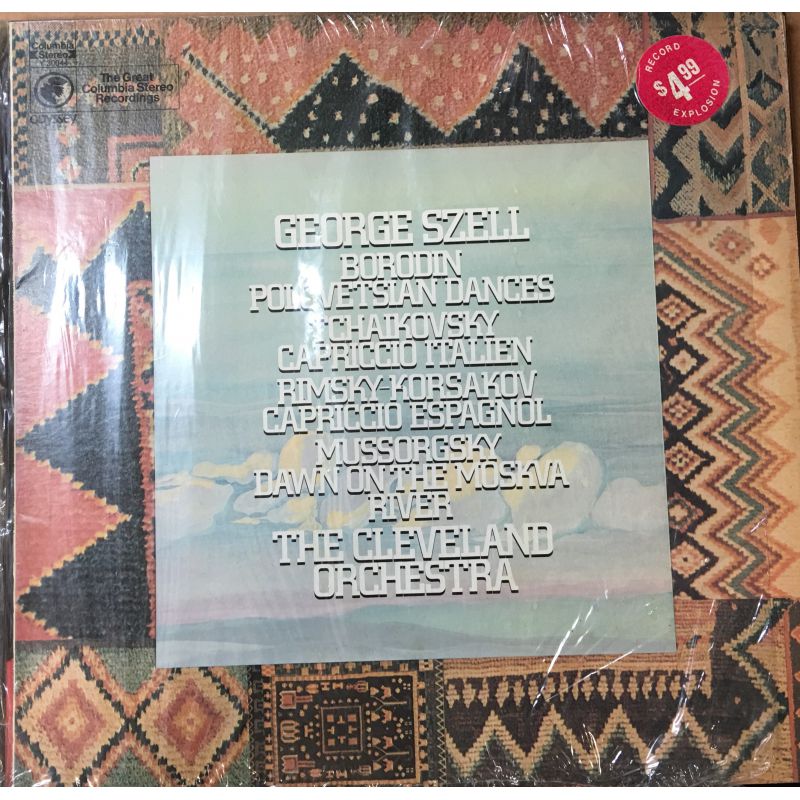 Columbia
Stereo
The Great
Columbia Stereo
Recordings
Odyssey
RECORD
$4.99
EXPLOSION
GEORGE SZELL
BORODIN
POLOVETSIAN DANCES
TCHAIKOVSKY
CAPRICCIO ITALIEN
RIMSKY-KORSAKOV
CAPRICCIO ESPAGNOL
MUSSORGSKY
DAWN ON THE MOSKVA
RIVER
THE CLEVELAND
ORCHESTRA